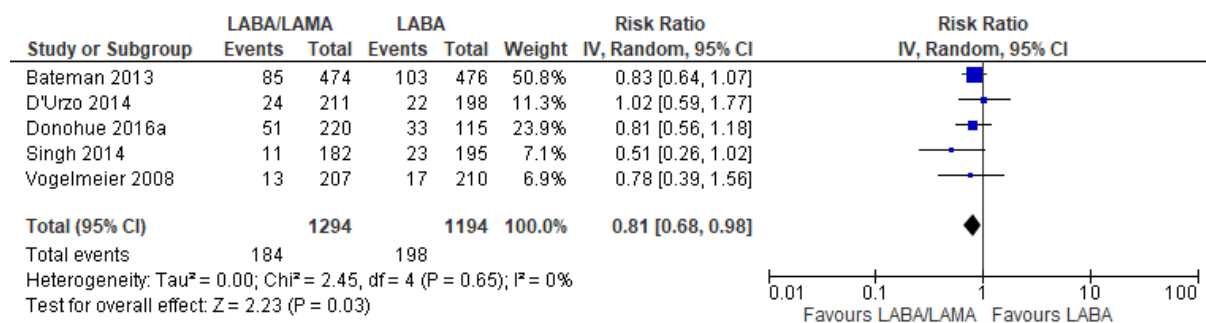 LABA/LAMA LABA Risk Ratio Risk Ratio
Study or Subgroup Events Total Events Total Weight IV, Random, 95% CI IV, Random, 95% CI
Bateman 2013 85 474 103 476 50.8% 0.83 [0.64, 1.07]
D'Urzo 2014 24 211 22 198 11.3% 1.02 [0.59, 1.77]
Donohue 2016a 51 220 33 115 23.9% 0.81 [0.56, 1.18]
Singh 2014 11 182 23 195 7.1% 0.51 [0.26, 1.02]
Vogelmeier 2008 13 207 17 210 6.9% 0.78 [0.39, 1.56]
Total (95% CI) 1294 1194 100.0% 0.81 [0.68, 0.98]
Total events 184 198
Heterogeneity: Tau² = 0.00; Chi² = 2.45, df = 4 (P = 0.65); I² = 0%
Test for overall effect: Z = 2.23 (P = 0.03)
0.01 0.1 1 10 100
Favours LABA/LAMA Favours LABA